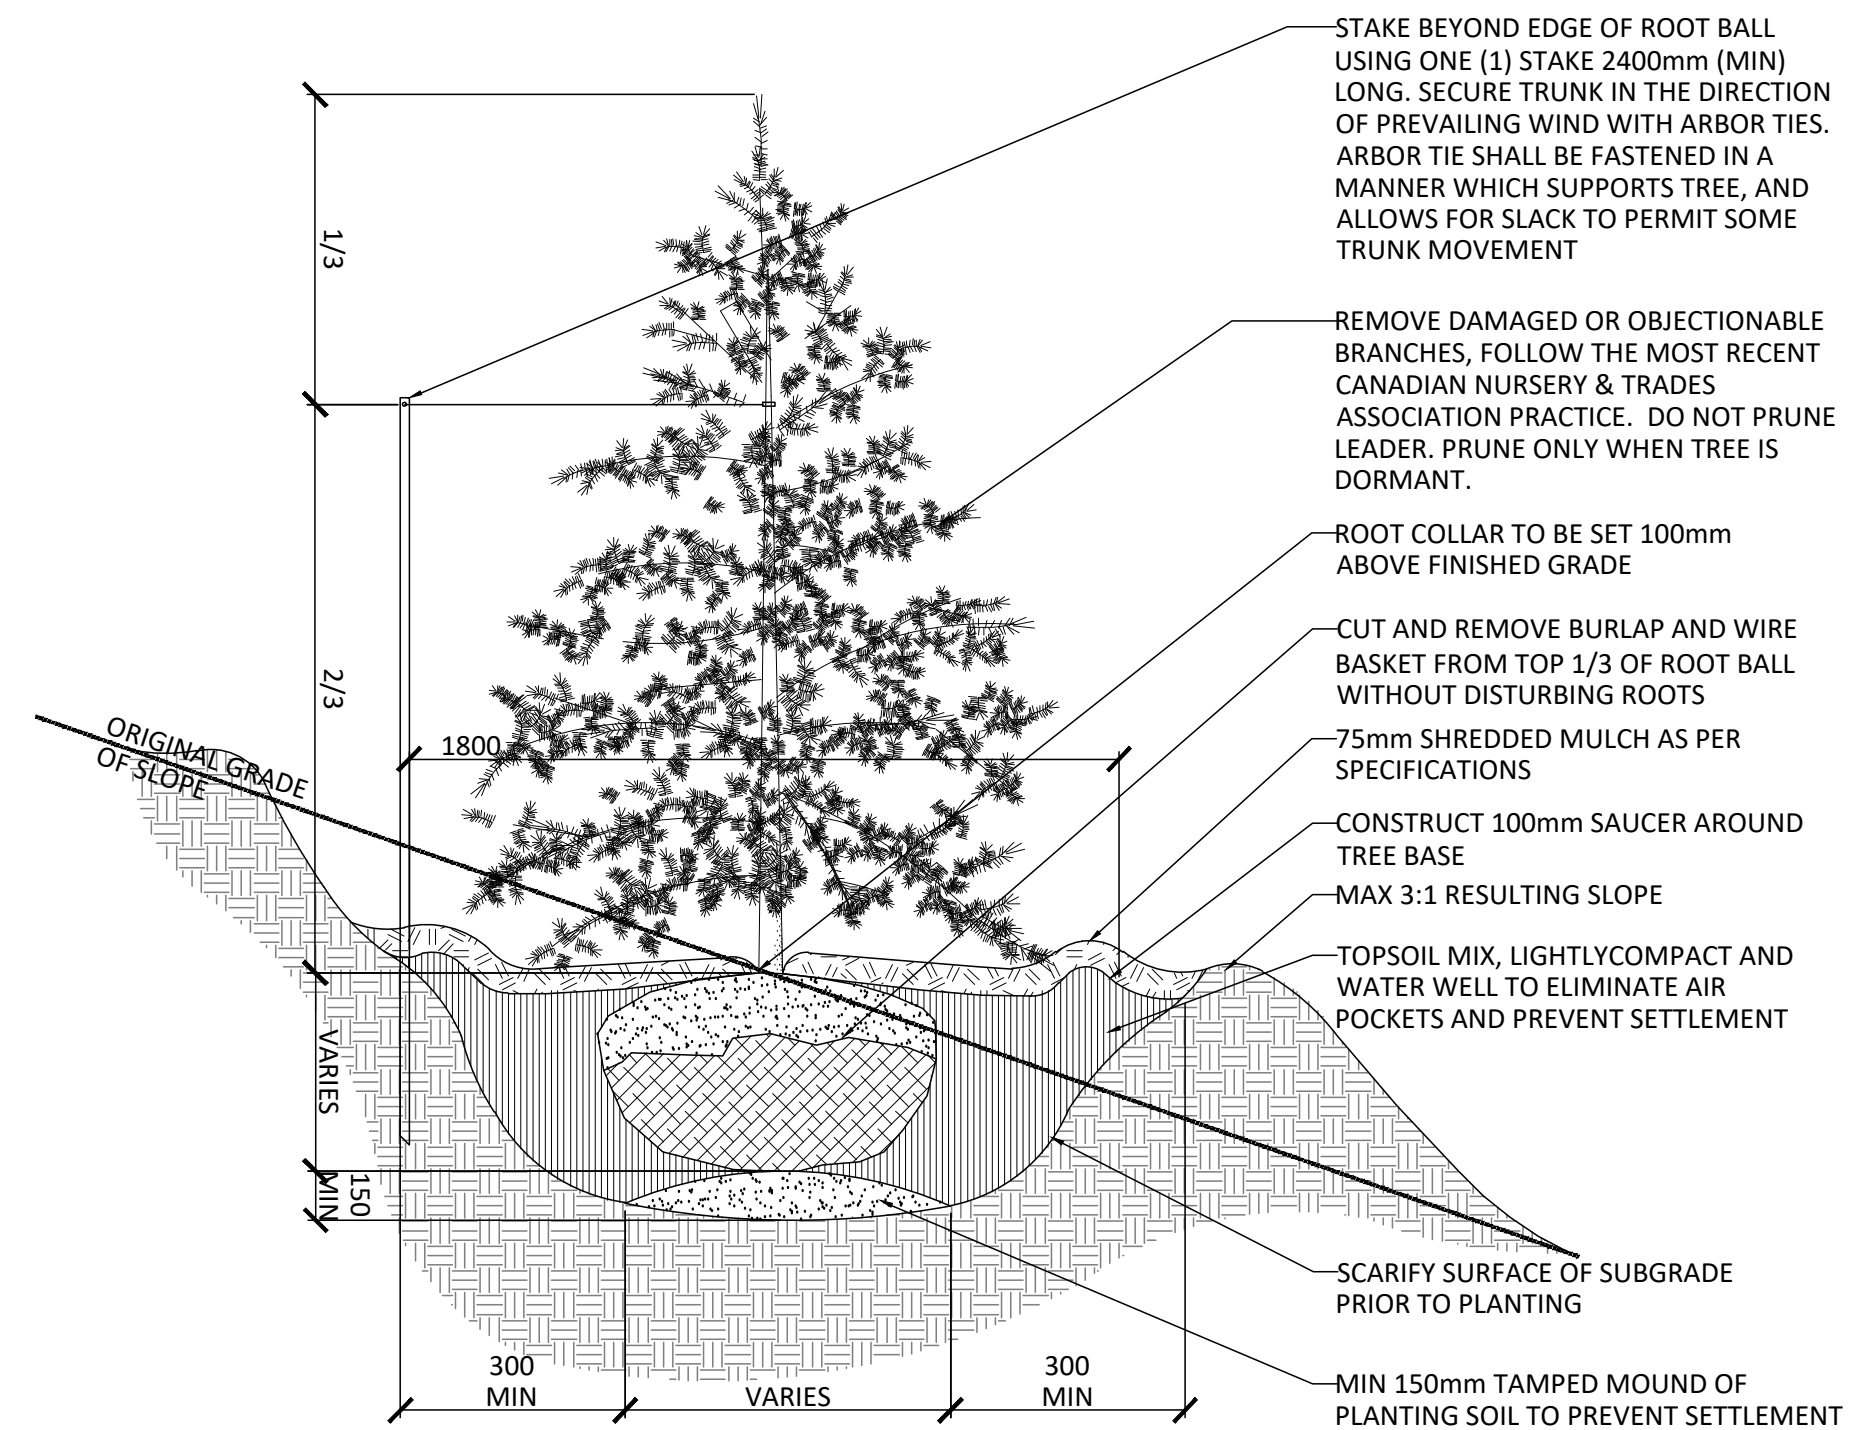 STAKE BEYOND EDGE OF ROOT BALL
USING ONE (1) STAKE 2400mm (MIN)
LONG. SECURE TRUNK IN THE DIRECTION
OF PREVAILING WIND WITH ARBOR TIES.
ARBOR TIE SHALL BE FASTENED IN A
MANNER WHICH SUPPORTS TREE, AND
ALLOWS FOR SLACK TO PERMIT SOME
TRUNK MOVEMENT
REMOVE DAMAGED OR OBJECTIONABLE
BRANCHES, FOLLOW THE MOST RECENT
CANADIAN NURSERY & TRADES
ASSOCIATION PRACTICE. DO NOT PRUNE
LEADER. PRUNE ONLY WHEN TREE IS
DORMANT.
ROOT COLLAR TO BE SET 100mm
ABOVE FINISHED GRADE
CUT AND REMOVE BURLAP AND WIRE
BASKET FROM TOP 1/3 OF ROOT BALL
WITHOUT DISTURBING ROOTS
75mm SHREDDED MULCH AS PER
SPECIFICATIONS
CONSTRUCT 100mm SAUCER AROUND
TREE BASE
MAX 3:1 RESULTING SLOPE
TOPSOIL MIX, LIGHTLYCOMPACT AND
WATER WELL TO ELIMINATE AIR
POCKETS AND PREVENT SETTLEMENT
SCARIFY SURFACE OF SUBGRADE
PRIOR TO PLANTING
MIN 150mm TAMPED MOUND OF
PLANTING SOIL TO PREVENT SETTLEMENT
1/3
2/3
ORIGINAL GRADE
OF SLOPE
1800
VARIES
150
MIN
300
MIN
VARIES
300
MIN